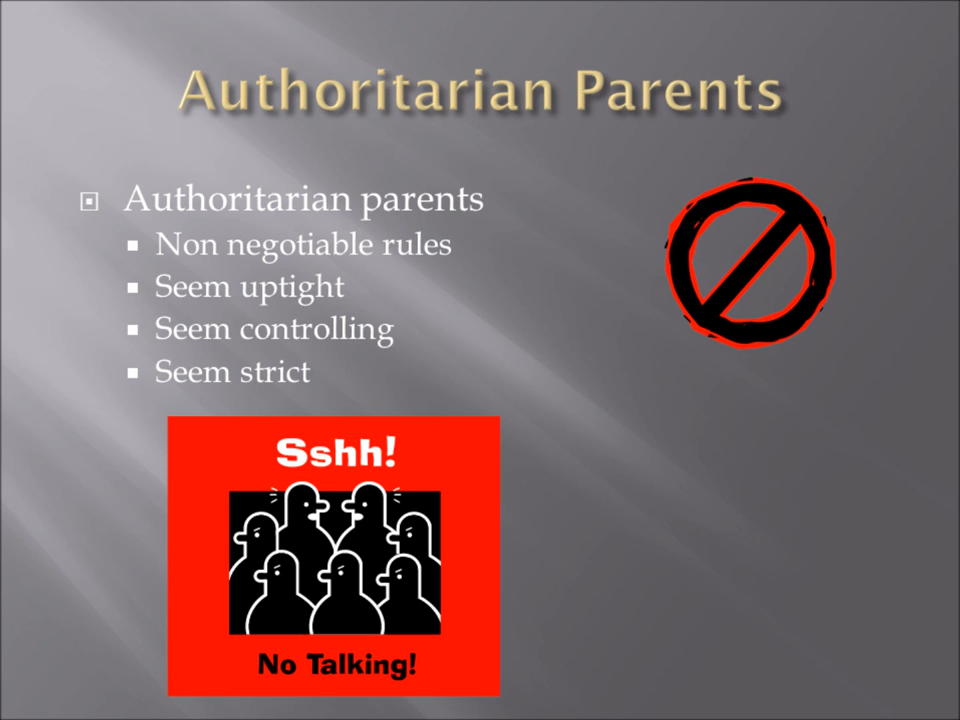 Authoritarian Parents
Authoritarian parents
Non negotiable rules
Seem uptight
Seem controlling
Seem strict
Sshh!
No Talking!